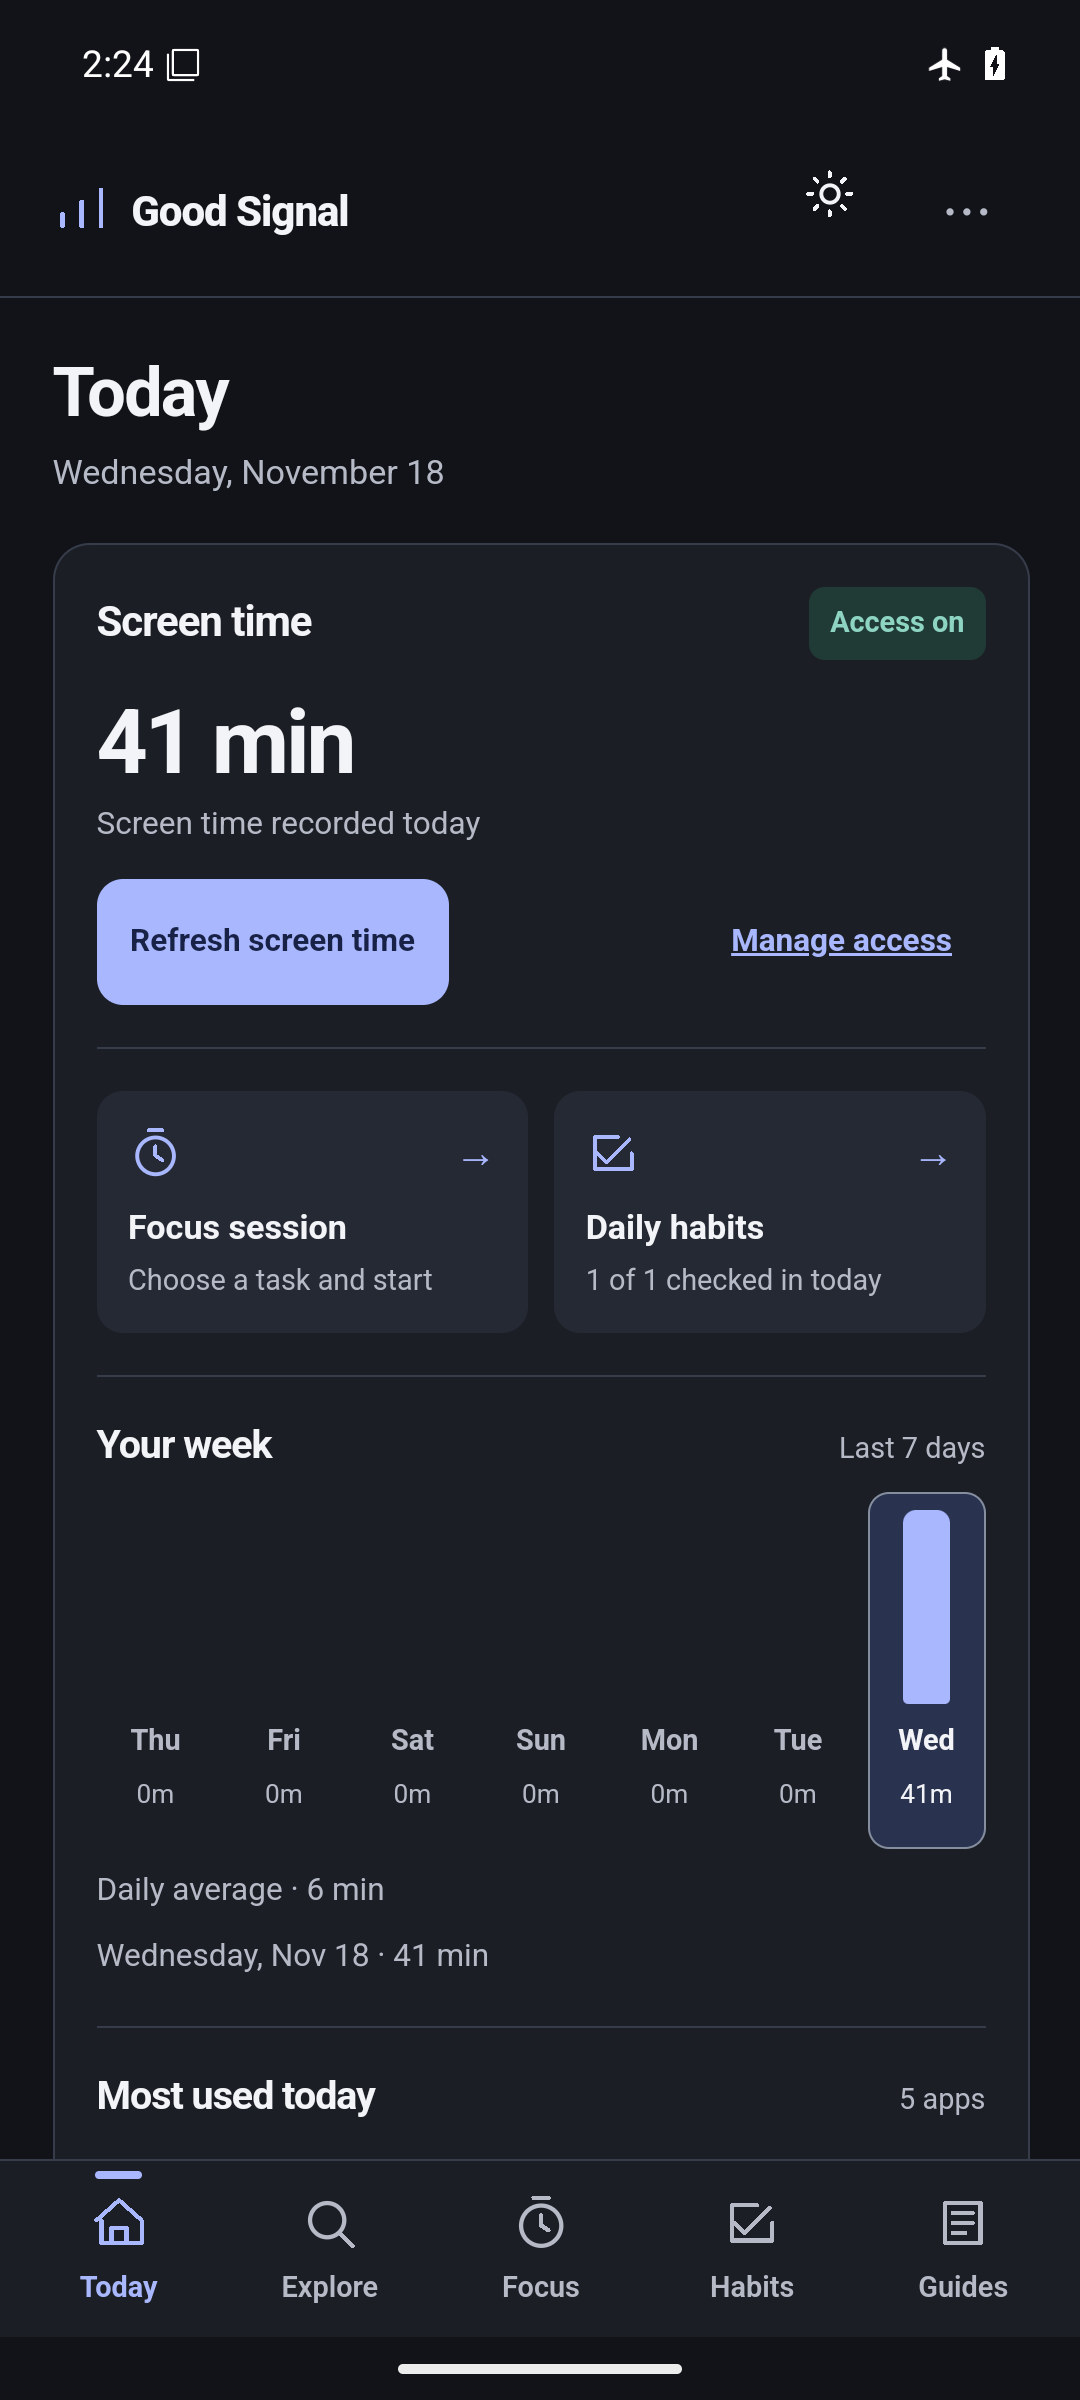 2:24
Good Signal
Today
Wednesday, November 18
Screen time
Access on
41 min
Screen time recorded today
Refresh screen time
Manage access
→
Focus session
Choose a task and start
→
Daily habits
1 of 1 checked in today
Your week
Last 7 days
Thu Fri Sat Sun Mon Tue Wed
0m 0m 0m 0m 0m 0m 41m
Daily average · 6 min
Wednesday, Nov 18 · 41 min
Most used today
5 apps
Today Explore Focus Habits Guides